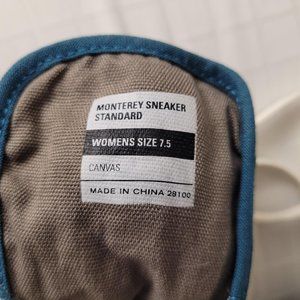 MONTEREY SNEAKER
STANDARD
WOMENS SIZE 7.5
CANVAS
MADE IN CHINA 28100